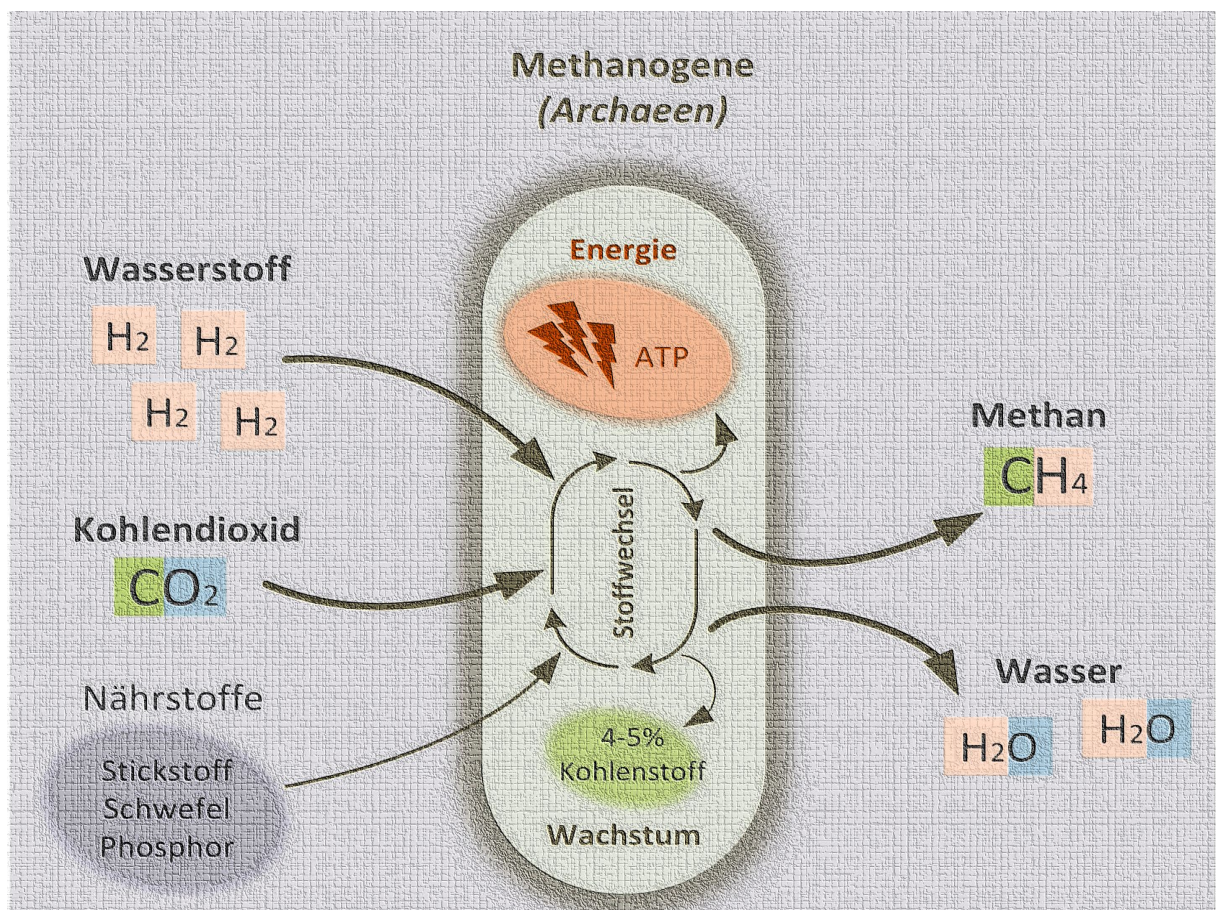 Methanogene
(Archaeen)
Energie
ATP
Wasserstoff
H2
H2
H2
H2
Kohlendioxid
CO2
Nährstoffe
Stickstoff
Schwefel
Phosphor
Stoffwechsel
4-5%
Kohlenstoff
Wachstum
Methan
CH4
Wasser
H2O
H2O